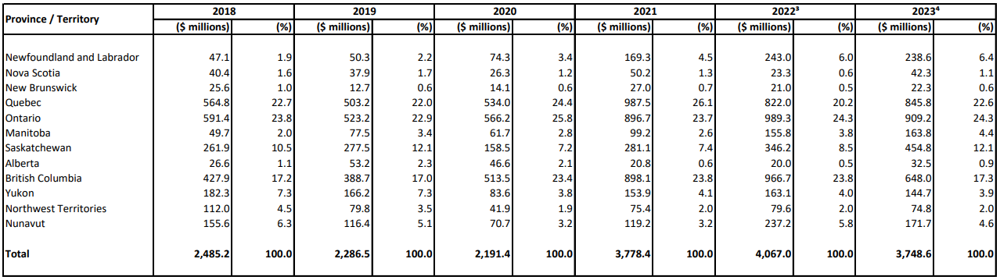 Province / Territory 2018 2019 2020 2021 2022³ 2023⁴
($ millions) (%) ($ millions) (%) ($ millions) (%) ($ millions) (%) ($ millions) (%) ($ millions) (%)
Newfoundland and Labrador 47.1 1.9 50.3 2.2 74.3 3.4 169.3 4.5 243.0 6.0 238.6 6.4
Nova Scotia 40.4 1.6 37.9 1.7 26.3 1.2 50.2 1.3 23.3 0.6 42.3 1.1
New Brunswick 25.6 1.0 12.7 0.6 14.1 0.6 27.0 0.7 21.0 0.5 22.3 0.6
Quebec 564.8 22.7 503.2 22.0 534.0 24.4 987.5 26.1 822.0 20.2 845.8 22.6
Ontario 591.4 23.8 523.2 22.9 566.2 25.8 896.7 23.7 989.3 24.3 909.2 24.3
Manitoba 49.7 2.0 77.5 3.4 61.7 2.8 99.2 2.6 155.8 3.8 163.8 4.4
Saskatchewan 261.9 10.5 277.5 12.1 158.5 7.2 281.1 7.4 346.2 8.5 454.8 12.1
Alberta 26.6 1.1 53.2 2.3 46.6 2.1 20.8 0.6 20.0 0.5 32.5 0.9
British Columbia 427.9 17.2 388.7 17.0 513.5 23.4 898.1 23.8 966.7 23.8 648.0 17.3
Yukon 182.3 7.3 166.2 7.3 83.6 3.8 153.9 4.1 163.1 4.0 144.7 3.9
Northwest Territories 112.0 4.5 79.8 3.5 41.9 1.9 75.4 2.0 79.6 2.0 74.8 2.0
Nunavut 155.6 6.3 116.4 5.1 70.7 3.2 119.2 3.2 237.2 5.8 171.7 4.6
Total 2,485.2 100.0 2,286.5 100.0 2,191.4 100.0 3,778.4 100.0 4,067.0 100.0 3,748.6 100.0